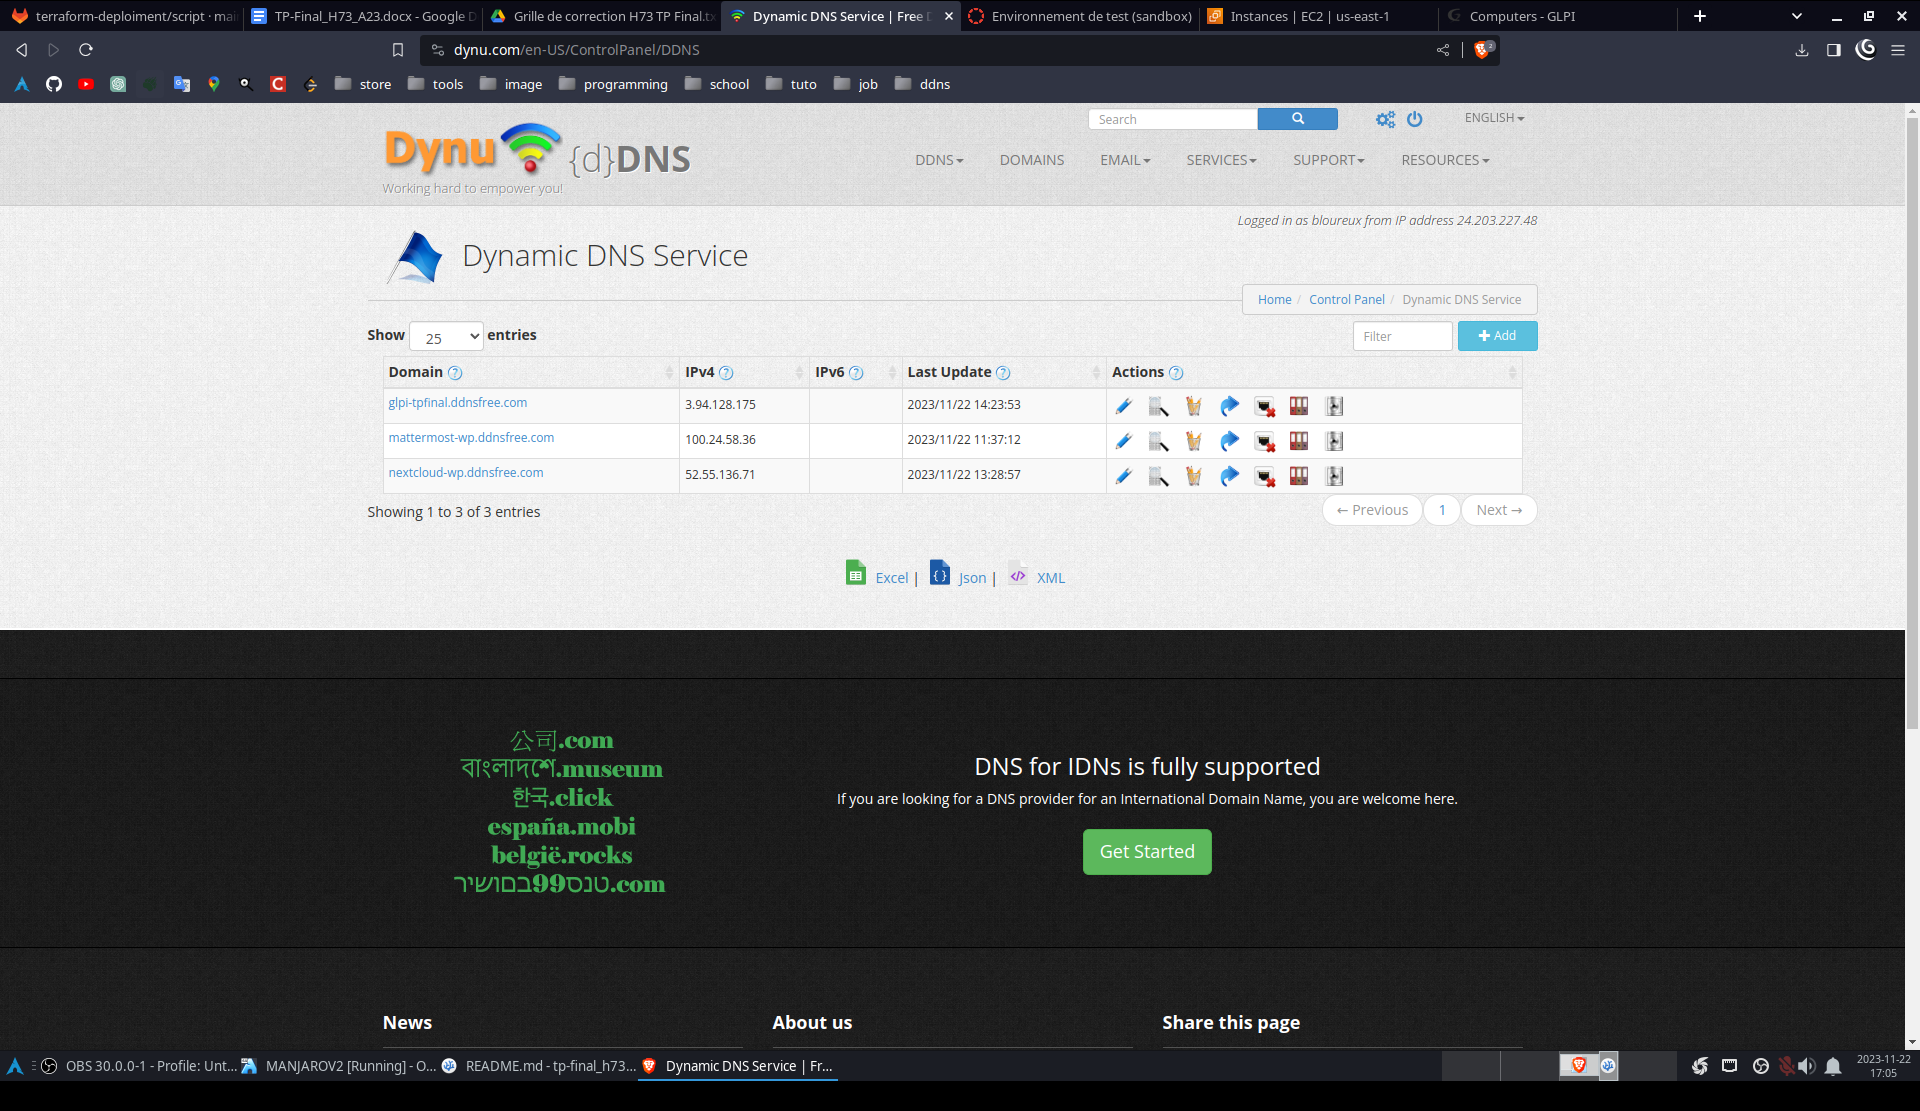 terraform-deploiment/script · mai
TP-Final_H73_A23.docx - Google D
Grille de correction H73 TP Final.tx
Dynamic DNS Service | Free D
Environnement de test (sandbox)
Instances | EC2 | us-east-1
Computers - GLPI
dynu.com/en-US/ControlPanel/DDNS
2
store
tools
image
programming
school
tuto
job
ddns
Dynu {d}DNS
Working hard to empower you!
Search
ENGLISH
DDNS
DOMAINS
EMAIL
SERVICES
SUPPORT
RESOURCES
Logged in as bloureux from IP address 24.203.227.48
Dynamic DNS Service
Home / Control Panel / Dynamic DNS Service
Show 25 entries
Filter
Add
Domain ? IPv4 ? IPv6 ? Last Update ? Actions ?
glpi-tpfinal.ddnsfree.com 3.94.128.175 2023/11/22 14:23:53
mattermost-wp.ddnsfree.com 100.24.58.36 2023/11/22 11:37:12
nextcloud-wp.ddnsfree.com 52.55.136.71 2023/11/22 13:28:57
Showing 1 to 3 of 3 entries
← Previous 1 Next →
Excel | Json | XML
公司.com
বাংলাদেশ.museum
한국.click
españa.mobi
belgië.rocks
טנס99בםושיר.com
DNS for IDNs is fully supported
If you are looking for a DNS provider for an International Domain Name, you are welcome here.
Get Started
News
About us
Share this page
OBS 30.0.0-1 - Profile: Unt...
MANJAROV2 [Running] - O...
README.md - tp-final_h73...
Dynamic DNS Service | Fr...
2023-11-22
17:05